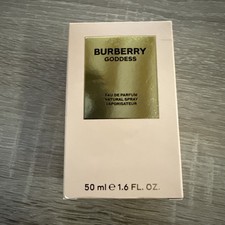 BURBERRY
GODDESS
EAU DE PARFUM
NATURAL SPRAY
VAPORISATEUR
50 ml ℮ 1.6 FL. OZ.